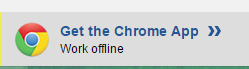 Get the Chrome App »
Work offline